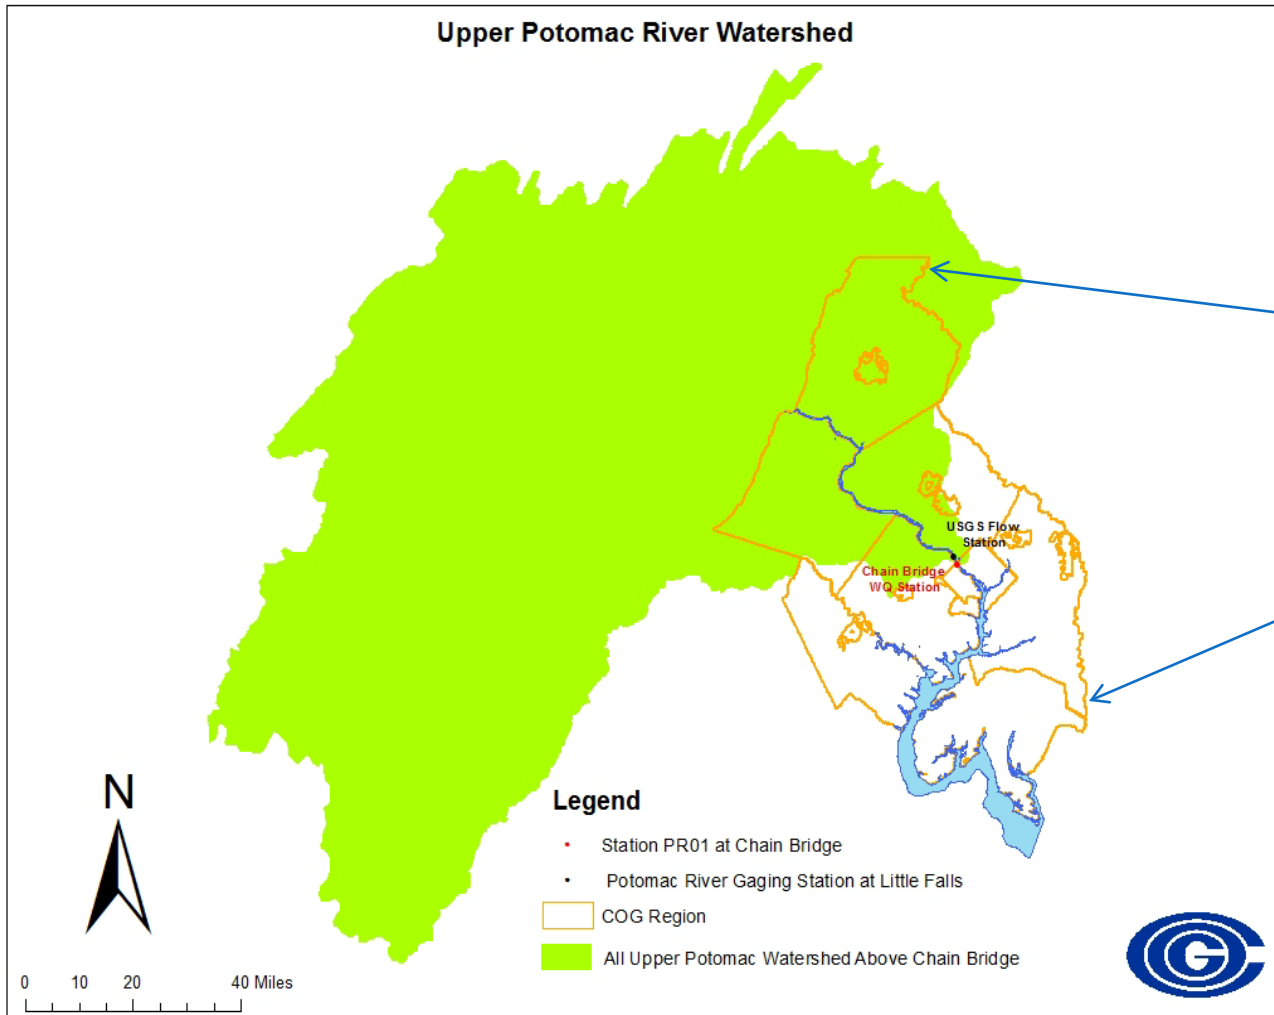 Upper Potomac River Watershed
USGS Flow
Station
Chain Bridge
WQ Station
N
Legend
Station PR01 at Chain Bridge
Potomac River Gaging Station at Little Falls
COG Region
All Upper Potomac Watershed Above Chain Bridge
0 10 20 40 Miles
COG